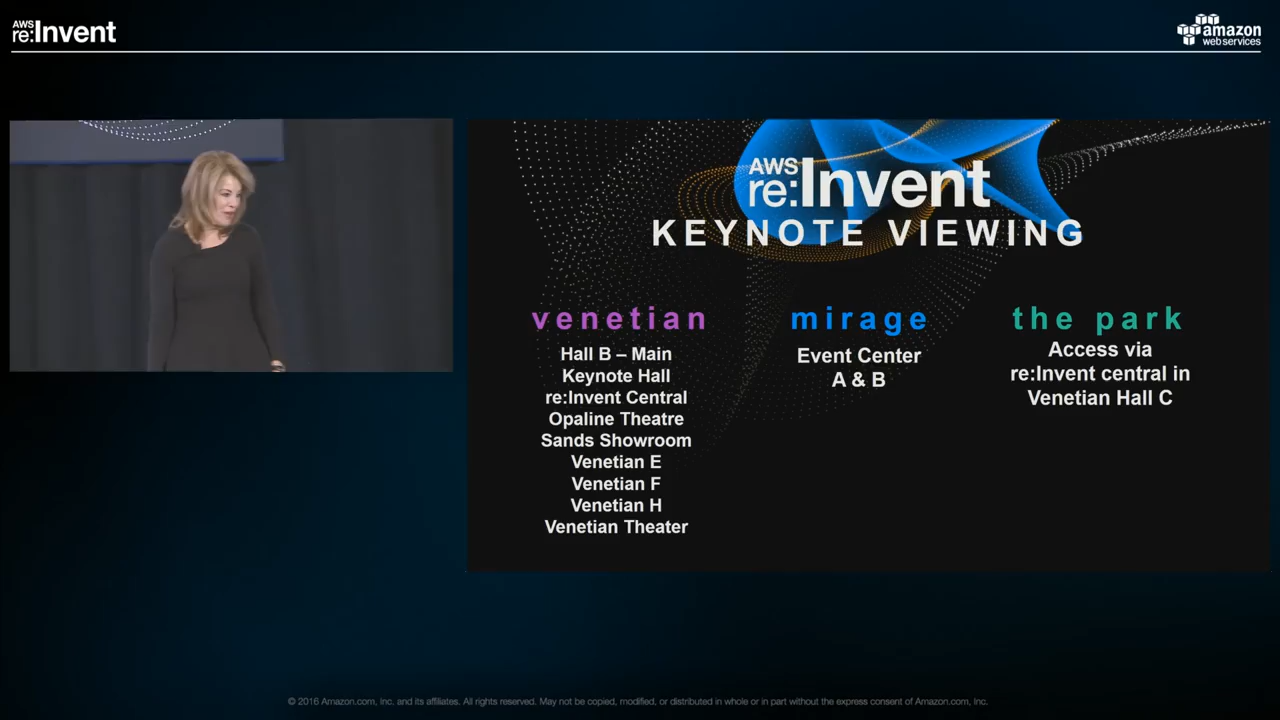 AWS
re:Invent
amazon
webservices
AWS
re:Invent
KEYNOTE VIEWING
venetian
Hall B – Main
Keynote Hall
re:Invent Central
Opaline Theatre
Sands Showroom
Venetian E
Venetian F
Venetian H
Venetian Theater
mirage
Event Center
A & B
the park
Access via
re:Invent central in
Venetian Hall C
© 2016 Amazon.com, Inc. and its affiliates. All rights reserved. May not be copied, modified, or distributed in whole or in part without the express consent of Amazon.com, Inc.